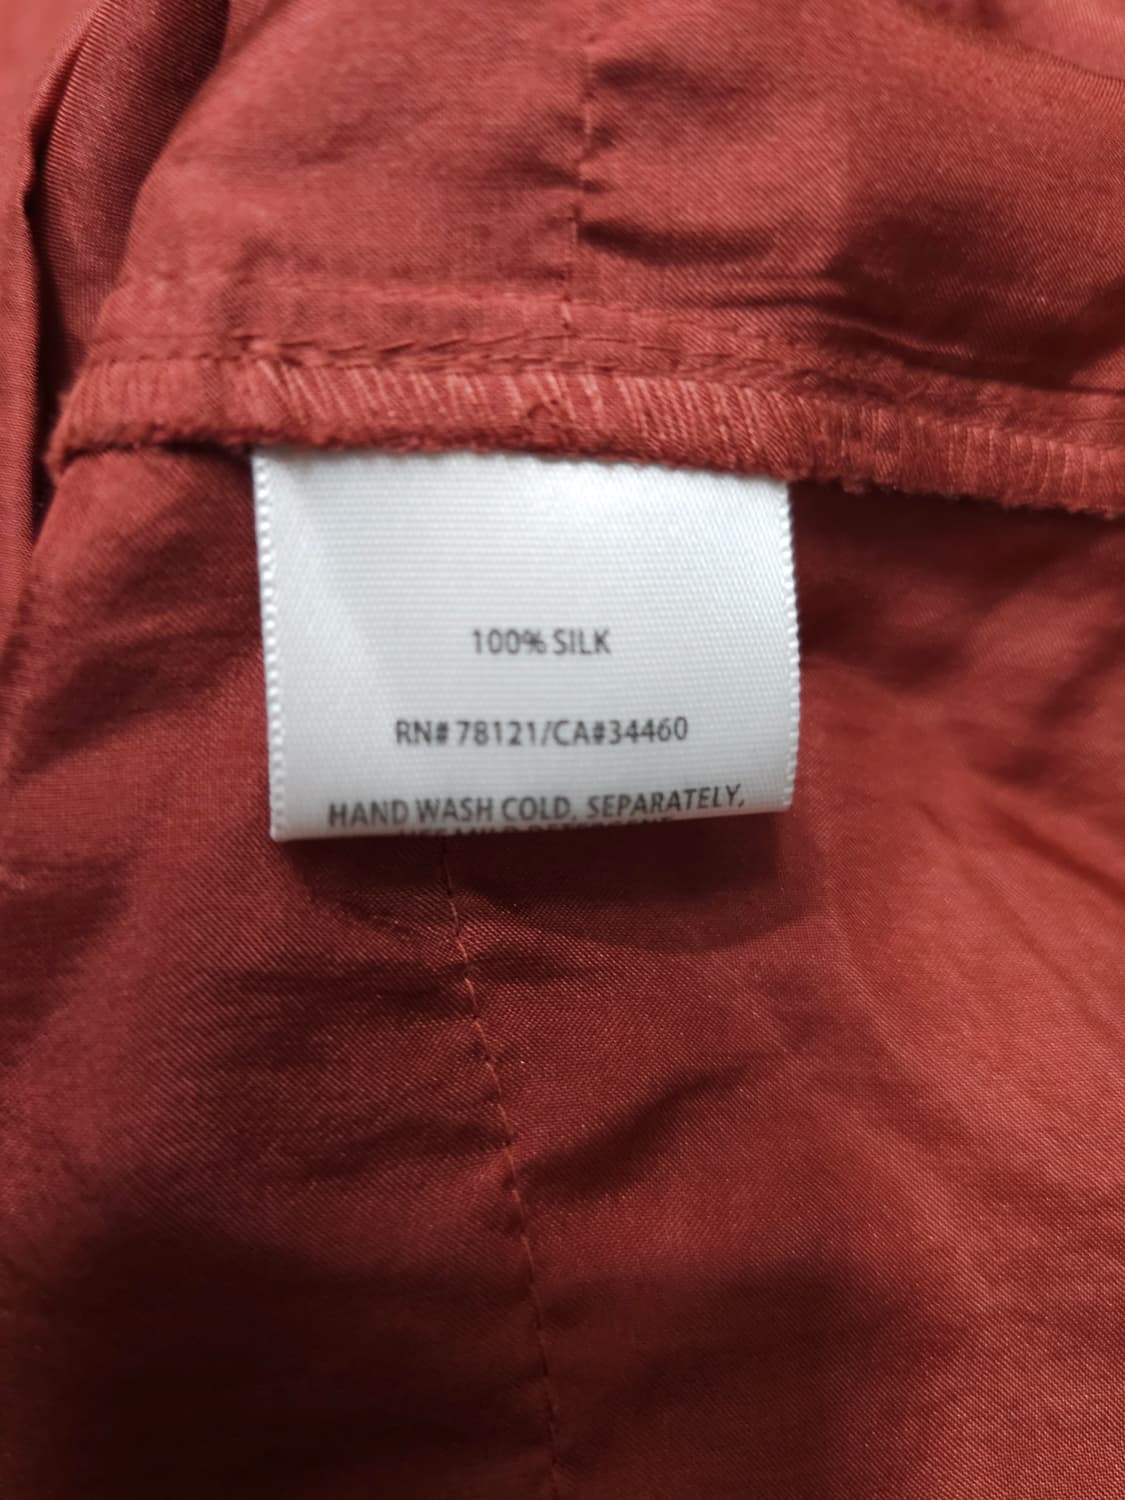 100% SILK
RN# 78121/CA#34460
HAND WASH COLD, SEPARATELY,